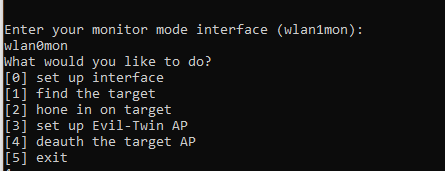 Enter your monitor mode interface (wlan1mon):
wlan0mon
What would you like to do?
[0] set up interface
[1] find the target
[2] hone in on target
[3] set up Evil-Twin AP
[4] deauth the target AP
[5] exit